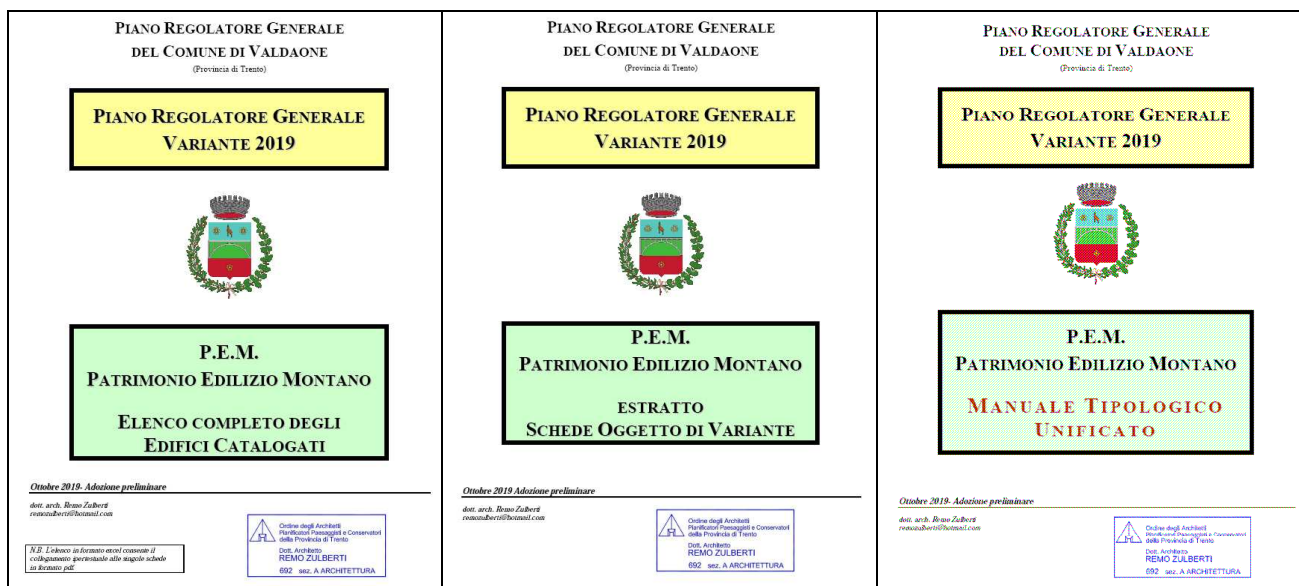 PIANO REGOLATORE GENERALE
DEL COMUNE DI VALDAONE
(Provincia di Trento)
PIANO REGOLATORE GENERALE
VARIANTE 2019
P.E.M.
PATRIMONIO EDILIZIO MONTANO
ELENCO COMPLETO DEGLI
EDIFICI CATALOGATI
Ottobre 2019- Adozione preliminare
dott. arch. Remo Zulberti
remozulberti@hotmail.com
N.B. L'elenco in formato excel consente il
collegamento ipertestuale alle singole schede
in formato pdf.
Ordine degli Architetti
Pianificatori Paesaggisti e Conservatori
della Provincia di Trento
Dott. Architetto
REMO ZULBERTI
692 sez. A ARCHITETTURA
PIANO REGOLATORE GENERALE
DEL COMUNE DI VALDAONE
(Provincia di Trento)
PIANO REGOLATORE GENERALE
VARIANTE 2019
P.E.M.
PATRIMONIO EDILIZIO MONTANO
ESTRATTO
SCHEDE OGGETTO DI VARIANTE
Ottobre 2019 Adozione preliminare
dott. arch. Remo Zulberti
remozulberti@hotmail.com
Ordine degli Architetti
Pianificatori Paesaggisti e Conservatori
della Provincia di Trento
Dott. Architetto
REMO ZULBERTI
692 sez. A ARCHITETTURA
PIANO REGOLATORE GENERALE
DEL COMUNE DI VALDAONE
(Provincia di Trento)
PIANO REGOLATORE GENERALE
VARIANTE 2019
P.E.M.
PATRIMONIO EDILIZIO MONTANO
MANUALE TIPOLOGICO
UNIFICATO
Ottobre 2019- Adozione preliminare
dott. arch. Remo Zulberti
remozulberti@hotmail.com
Ordine degli Architetti
Pianificatori Paesaggisti e Conservatori
della Provincia di Trento
Dott. Architetto
REMO ZULBERTI
692 sez. A ARCHITETTURA